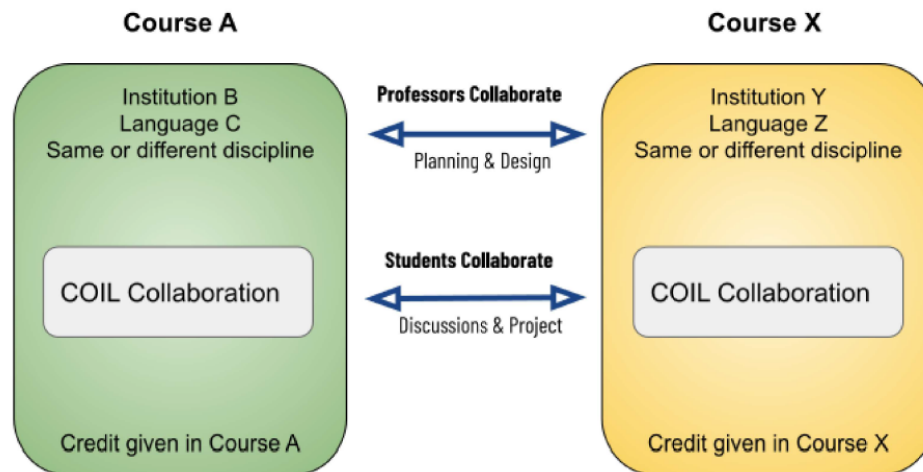 Course A
Course X
Institution B
Language C
Same or different discipline
Professors Collaborate
Planning & Design
Institution Y
Language Z
Same or different discipline
COIL Collaboration
Students Collaborate
Discussions & Project
COIL Collaboration
Credit given in Course A
Credit given in Course X